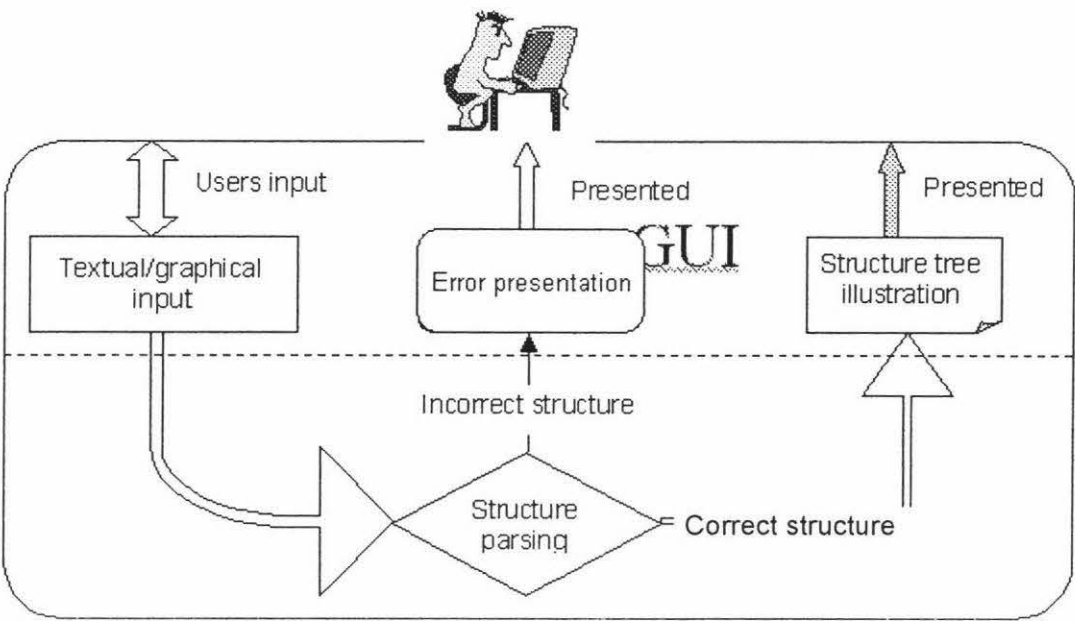 Users input
Presented
Presented
GUI
Textual/graphical
input
Error presentation
Structure tree
illustration
Incorrect structure
Structure
parsing
Correct structure